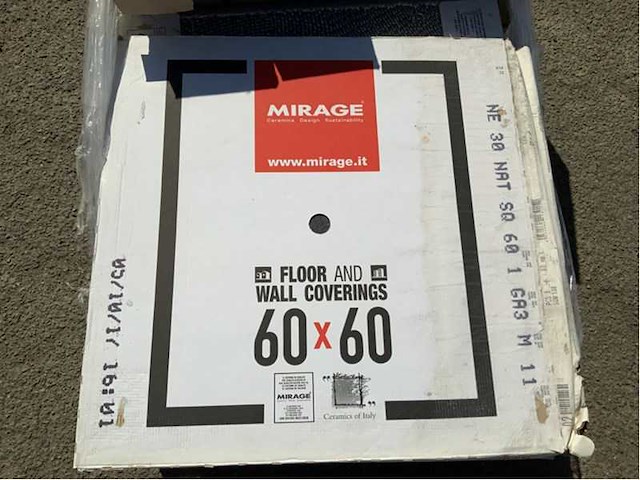 MIRAGE®
Ceramica Design Sustainability
www.mirage.it
FLOOR AND
WALL COVERINGS
60x60
MIRAGE
Ceramics of Italy
NE 30 NAT SQ 60 1 GA3 M 11